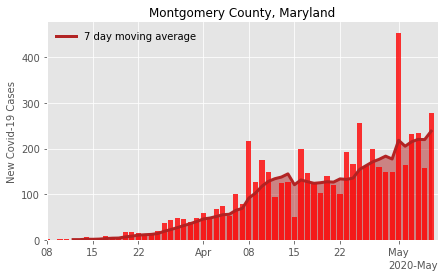 Montgomery County, Maryland
7 day moving average
New Covid-19 Cases
400
300
200
100
0
08 15 22 Apr 08 15 22 May
2020-May